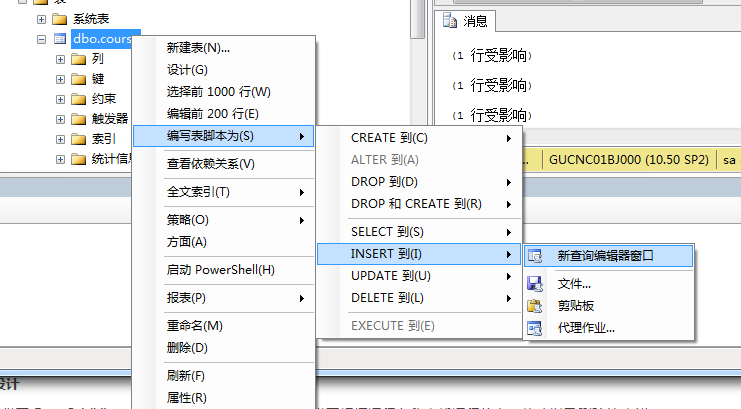 表
系统表
dbo.cours
列
键
约束
触发器
索引
统计信息
新建表(N)...
设计(G)
选择前 1000 行(W)
编辑前 200 行(E)
编写表脚本为(S)
查看依赖关系(V)
全文索引(T)
策略(O)
方面(A)
启动 PowerShell(H)
报表(P)
重命名(M)
删除(D)
刷新(F)
属性(R)
CREATE 到(C)
ALTER 到(A)
DROP 到(D)
DROP 和 CREATE 到(R)
SELECT 到(S)
INSERT 到(I)
UPDATE 到(U)
DELETE 到(L)
EXECUTE 到(E)
新查询编辑器窗口
文件...
剪贴板
代理作业...
消息
(1 行受影响)
(1 行受影响)
(1 行受影响)
GUCNC01BJ000 (10.50 SP2)
sa
设计